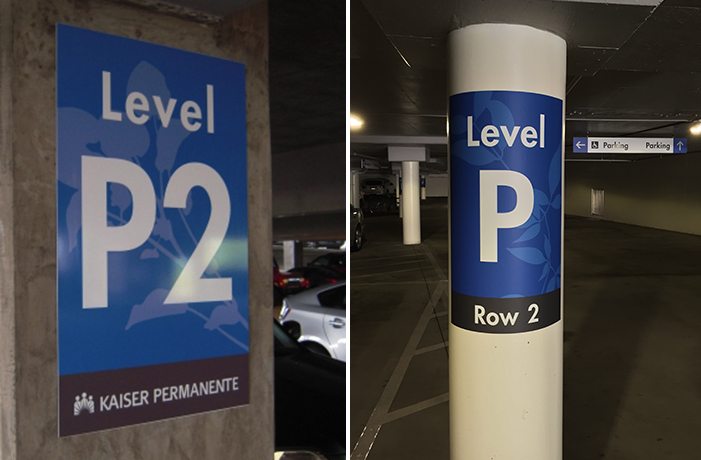 Level
P2
KAISER PERMANENTE
Level
P
Row 2
← ♿ Parking Parking ↑